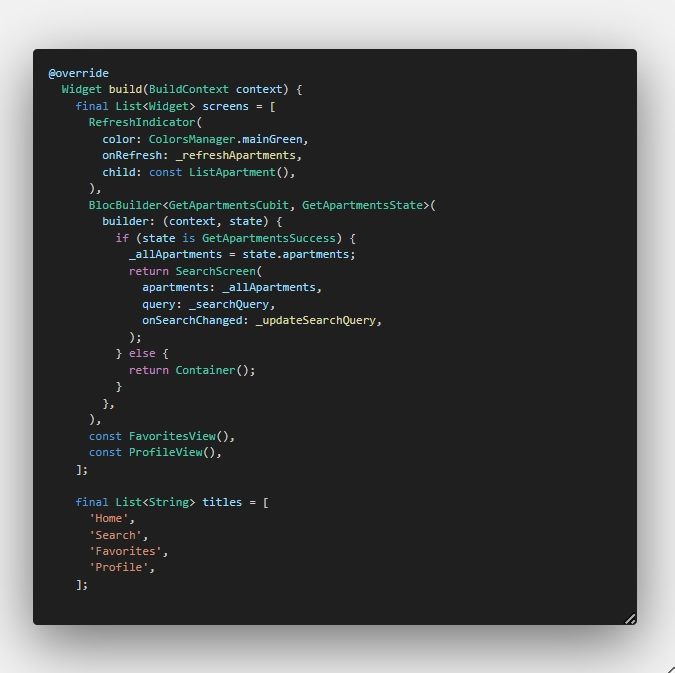 @override
  Widget build(BuildContext context) {
    final List<Widget> screens = [
      RefreshIndicator(
        color: ColorsManager.mainGreen,
        onRefresh: _refreshApartments,
        child: const ListApartment(),
      ),
      BlocBuilder<GetApartmentsCubit, GetApartmentsState>(
        builder: (context, state) {
          if (state is GetApartmentsSuccess) {
            _allApartments = state.apartments;
            return SearchScreen(
              apartments: _allApartments,
              query: _searchQuery,
              onSearchChanged: _updateSearchQuery,
            );
          } else {
            return Container();
          }
        },
      ),
      const FavoritesView(),
      const ProfileView(),
    ];

    final List<String> titles = [
      'Home',
      'Search',
      'Favorites',
      'Profile',
    ];